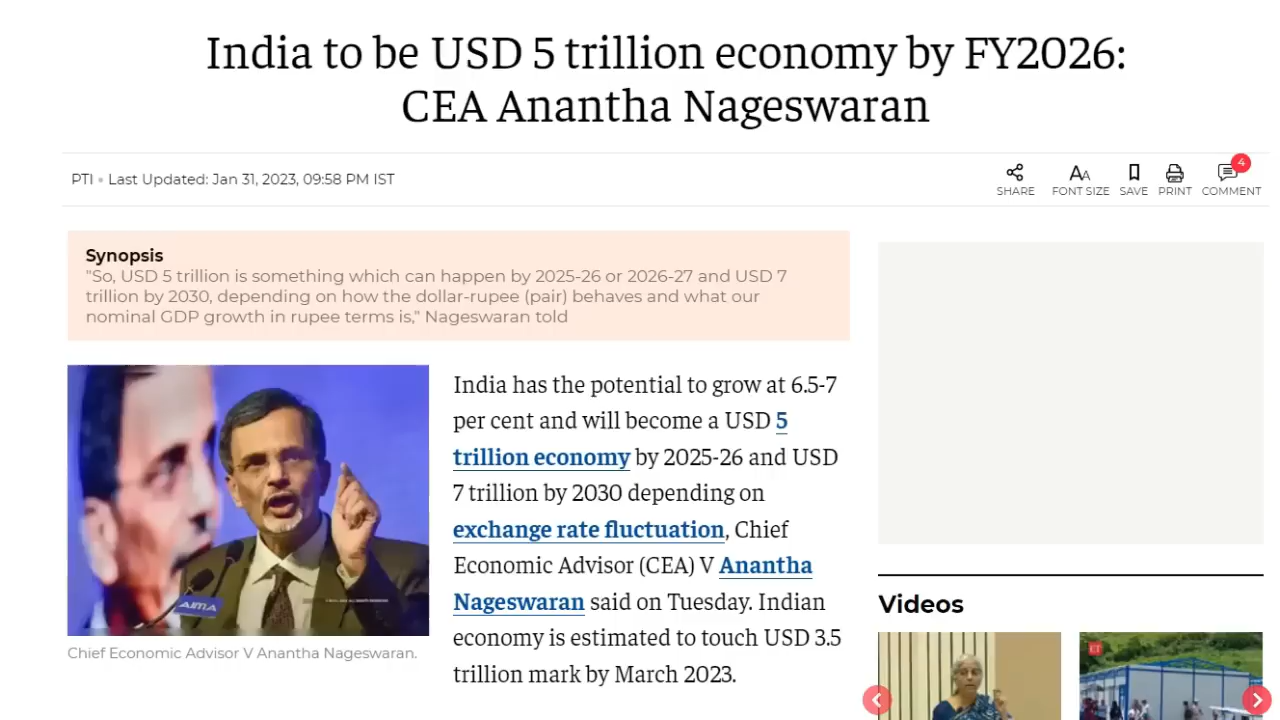 India to be USD 5 trillion economy by FY2026:
CEA Anantha Nageswaran
PTI • Last Updated: Jan 31, 2023, 09:58 PM IST
SHARE
FONT SIZE
SAVE
PRINT
4
COMMENT
Synopsis
"So, USD 5 trillion is something which can happen by 2025-26 or 2026-27 and USD 7
trillion by 2030, depending on how the dollar-rupee (pair) behaves and what our
nominal GDP growth in rupee terms is," Nageswaran told
AIMA
Chief Economic Advisor V Anantha Nageswaran.
India has the potential to grow at 6.5-7
per cent and will become a USD 5
trillion economy by 2025-26 and USD
7 trillion by 2030 depending on
exchange rate fluctuation, Chief
Economic Advisor (CEA) V Anantha
Nageswaran said on Tuesday. Indian
economy is estimated to touch USD 3.5
trillion mark by March 2023.
Videos
ET